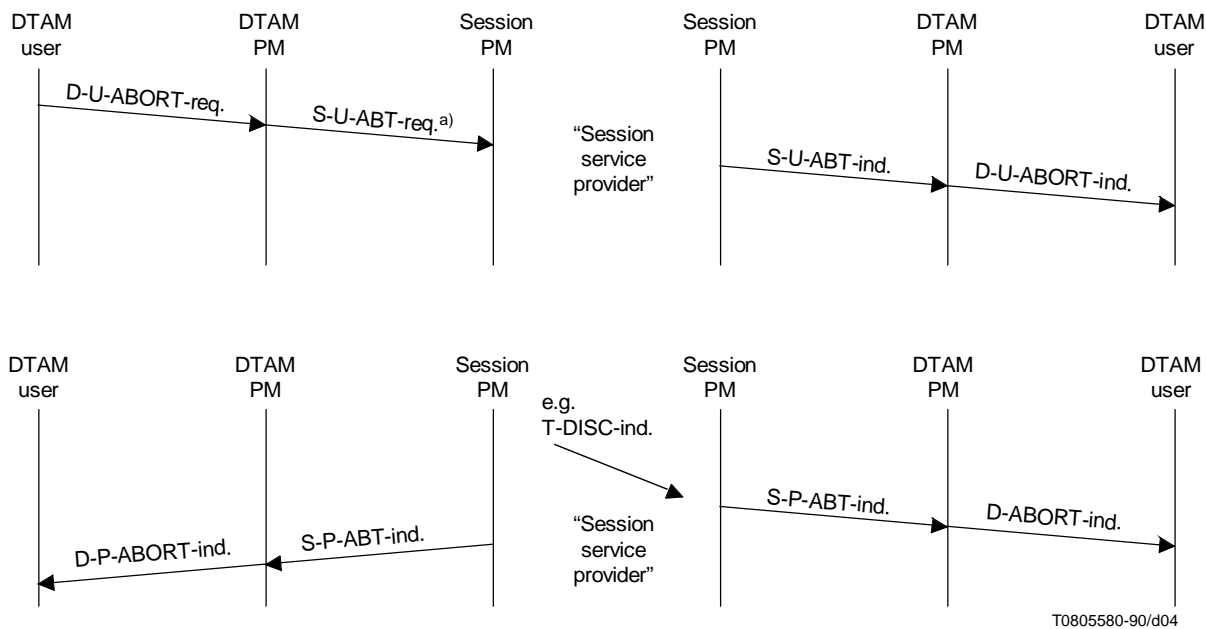 DTAM
user
DTAM
PM
Session
PM
Session
PM
DTAM
PM
DTAM
user
D-U-ABORT-req.
S-U-ABT-req.a)
“Session
service
provider”
S-U-ABT-ind.
D-U-ABORT-ind.
DTAM
user
DTAM
PM
Session
PM
Session
PM
DTAM
PM
DTAM
user
e.g.
T-DISC-ind.
S-P-ABT-ind.
D-ABORT-ind.
D-P-ABORT-ind.
S-P-ABT-ind.
“Session
service
provider”
T0805580-90/d04